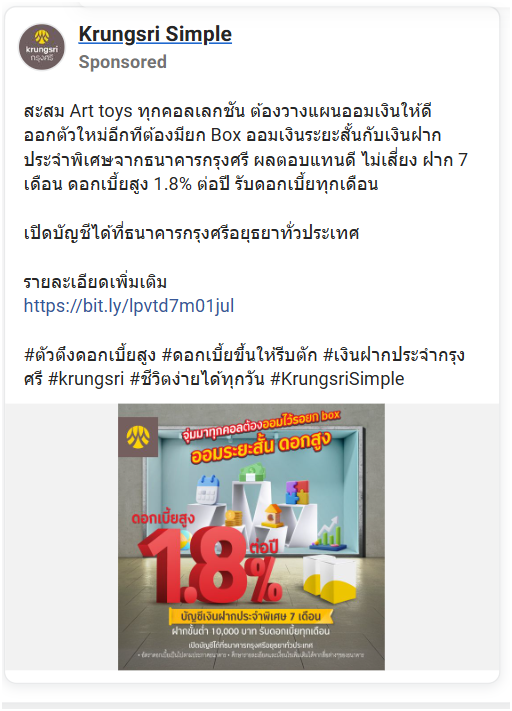 krungsri
กรุงศรี
Krungsri Simple
Sponsored
สะสม Art toys ทุกคอลเลกชัน ต้องวางแผนออมเงินให้ดี
ออกตัวใหม่อีกทีต้องมียก Box ออมเงินระยะสั้นกับเงินฝาก
ประจำพิเศษจากธนาคารกรุงศรี ผลตอบแทนดี ไม่เสี่ยง ฝาก 7
เดือน ดอกเบี้ยสูง 1.8% ต่อปี รับดอกเบี้ยทุกเดือน
เปิดบัญชีได้ที่ธนาคารกรุงศรีอยุธยาทั่วประเทศ
รายละเอียดเพิ่มเติม
https://bit.ly/lpvtd7m01jul
#ตัวตึงดอกเบี้ยสูง #ดอกเบี้ยขึ้นให้รีบตัก #เงินฝากประจำกรุง
ศรี #krungsri #ชีวิตง่ายได้ทุกวัน #KrungsriSimple
จุ่มมาทุกคอลต้องออมไว้รอยก box
ออมระยะสั้น ดอกสูง
ดอกเบี้ยสูง
1.8% ต่อปี
บัญชีเงินฝากประจำพิเศษ 7 เดือน
ฝากขั้นต่ำ 10,000 บาท รับดอกเบี้ยทุกเดือน
เปิดบัญชีได้ที่ธนาคารกรุงศรีอยุธยาทั่วประเทศ